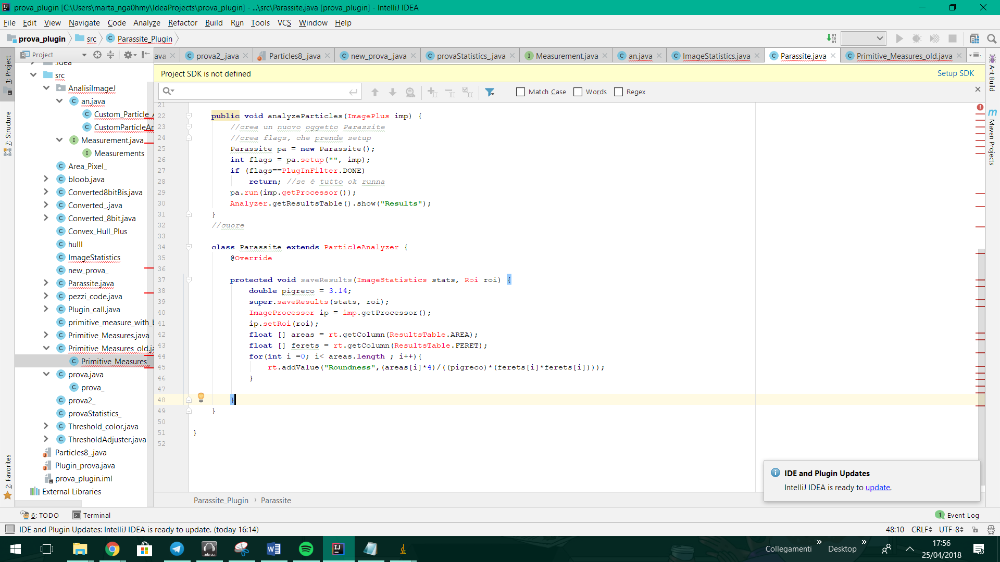 prova_plugin [C:\Users\marta_nga0hmy\IdeaProjects\prova_plugin] - ...\src\Parassite.java [prova_plugin] - IntelliJ IDEA
File Edit View Navigate Code Analyze Refactor Build Run Tools VCS Window Help
prova_plugin src Parassite_Plugin
Project
ava prova2_.java Particles8_.java new_prova_.java provaStatistics_.java Measurement.java an.java ImageStatistics.java Parassite.java Primitive_Measures_old.java
1: Project
7: Structure
2: Favorites
.idea
src
AnalisiImageJ
an.java
Custom_Particle_A
CustomParticleAr
Measurement.java
Measurements
Area_Pixel_
bloob.java
Converted8bitBis.java
Converted_.java
Converted_8bit.java
Convex_Hull_Plus
hulll
ImageStatistics
new_prova_
Parassite.java
pezzi_code.java
Plugin_call.java
primitive_measure_with_b
Primitive_Measures.java
Primitive_Measures_old.ja
Primitive_Measures_
prova.java
prova_
prova2_
provaStatistics_
Threshold_color.java
ThresholdAdjuster.java
Particles8_.java
Plugin_prova.java
prova_plugin.iml
External Libraries
Project SDK is not defined Setup SDK
Match Case Words Regex
21
22 public void analyzeParticles(ImagePlus imp) {
23 //crea un nuovo oggetto Parassite
24 //crea flags, che prende setup
25 Parassite pa = new Parassite();
26 int flags = pa.setup("", imp);
27 if (flags==PlugInFilter.DONE)
28 return; //se è tutto ok runna
29 pa.run(imp.getProcessor());
30 Analyzer.getResultsTable().show("Results");
31 }
32 //cuore
33
34 class Parassite extends ParticleAnalyzer {
35 @Override
36
37 protected void saveResults(ImageStatistics stats, Roi roi) {
38 double pigreco = 3.14;
39 super.saveResults(stats, roi);
40 ImageProcessor ip = imp.getProcessor();
41 ip.setRoi(roi);
42 float [] areas = rt.getColumn(ResultsTable.AREA);
43 float [] ferets = rt.getColumn(ResultsTable.FERET);
44 for(int i =0; i< areas.length ; i++){
45 rt.addValue("Roundness",(areas[i]*4)/((pigreco)*(ferets[i]*ferets[i])));
46 }
47
48 }
49 }
50
51 }
52
Ant Build
Maven Projects
IDE and Plugin Updates
IntelliJ IDEA is ready to update.
Parassite_Plugin › Parassite
6: TODO Terminal 1 Event Log
IDE and Plugin Updates: IntelliJ IDEA is ready to update. (today 16:14) 48:10 CRLF UTF-8
Collegamenti » Desktop » 17:56
25/04/2018